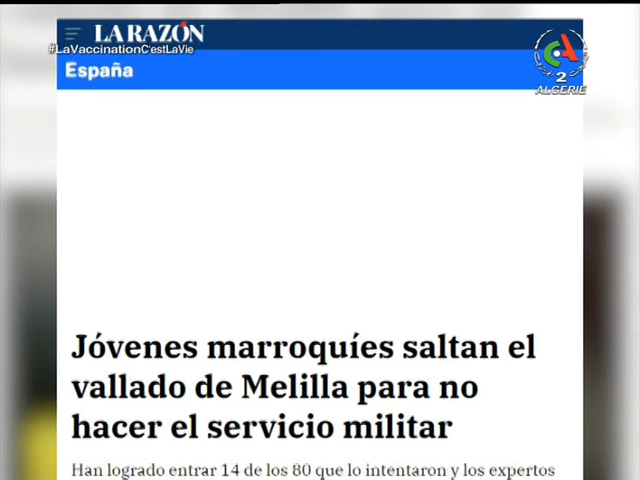 LA RAZÓN
#LaVaccinationC'estLaVie
España
2
ALGERIE
Jóvenes marroquíes saltan el
vallado de Melilla para no
hacer el servicio militar
Han logrado entrar 14 de los 80 que lo intentaron y los expertos